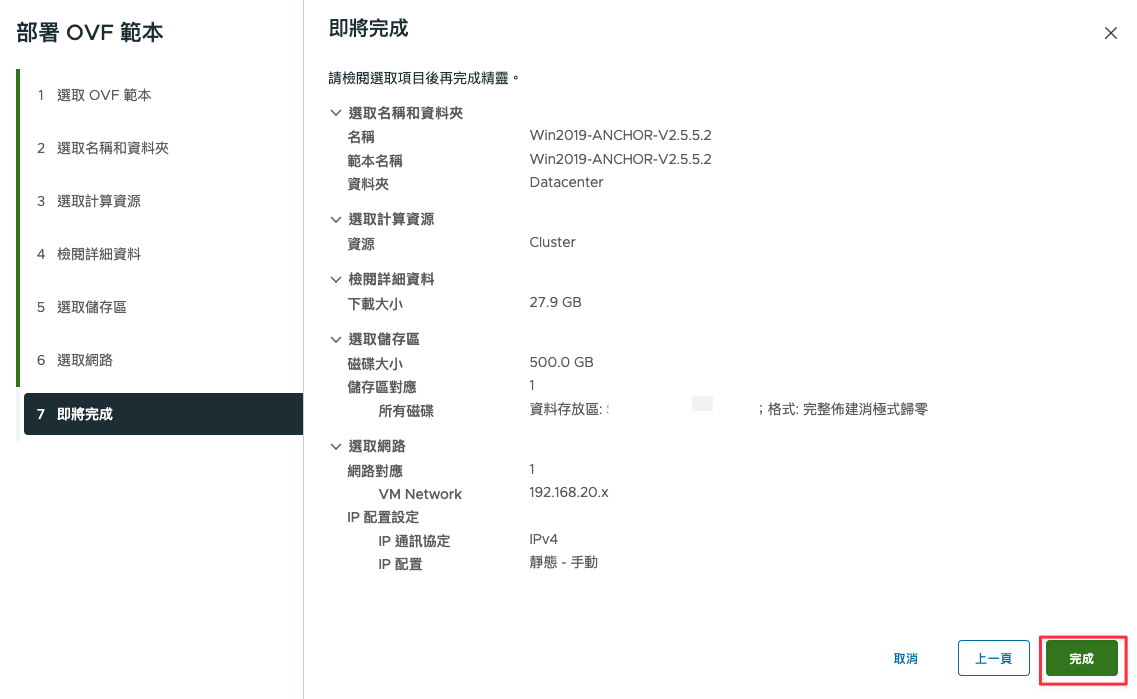 部署 OVF 範本
1 選取 OVF 範本
2 選取名稱和資料夾
3 選取計算資源
4 檢閱詳細資料
5 選取儲存區
6 選取網路
7 即將完成
即將完成
請檢閱選取項目後再完成精靈。
選取名稱和資料夾
名稱 Win2019-ANCHOR-V2.5.5.2
範本名稱 Win2019-ANCHOR-V2.5.5.2
資料夾 Datacenter
選取計算資源
資源 Cluster
檢閱詳細資料
下載大小 27.9 GB
選取儲存區
磁碟大小 500.0 GB
儲存區對應 1
所有磁碟 資料存放區: ；格式: 完整佈建消極式歸零
選取網路
網路對應 1
VM Network 192.168.20.x
IP 配置設定
IP 通訊協定 IPv4
IP 配置 靜態 - 手動
取消 上一頁 完成